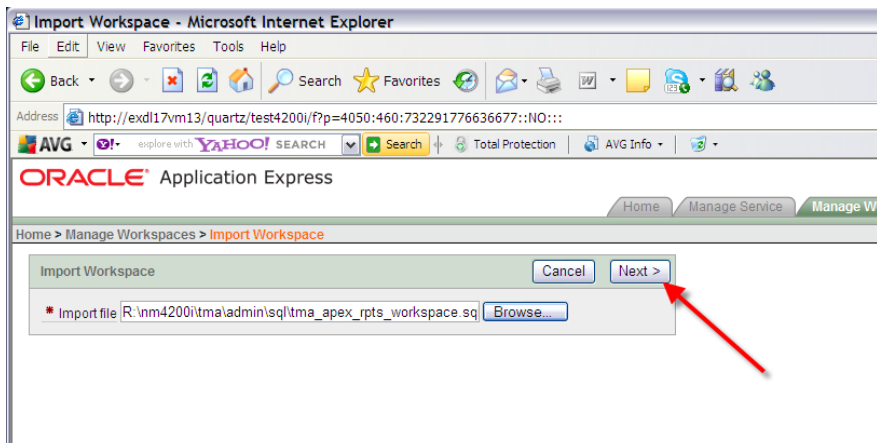 Import Workspace - Microsoft Internet Explorer
File Edit View Favorites Tools Help
Back Search Favorites
Address http://exdl17vm13/quartz/test4200i/f?p=4050:460:732291776636677::NO:::
AVG explore with YAHOO! SEARCH Search Total Protection AVG Info
ORACLE Application Express
Home Manage Service Manage W
Home > Manage Workspaces > Import Workspace
Import Workspace Cancel Next >
* Import file R:\nm4200i\tma\admin\sql\tma_apex_rpts_workspace.sq Browse...